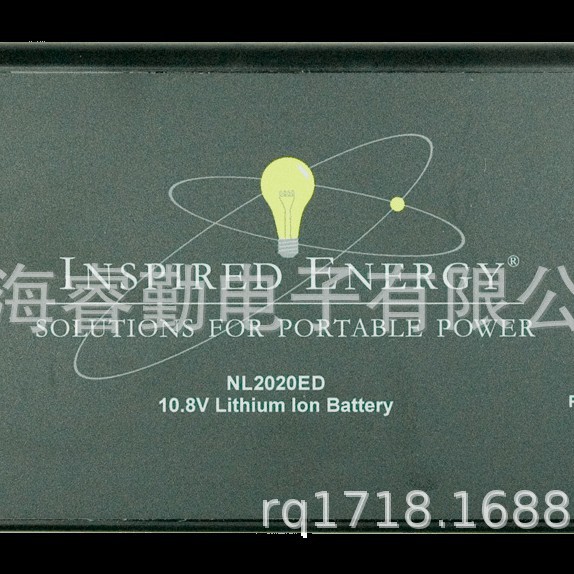 INSPIRED ENERGY®
海睿勤电子有限公
SOLUTIONS FOR PORTABLE POWER
NL2020ED
10.8V Lithium Ion Battery
rq1718.1688